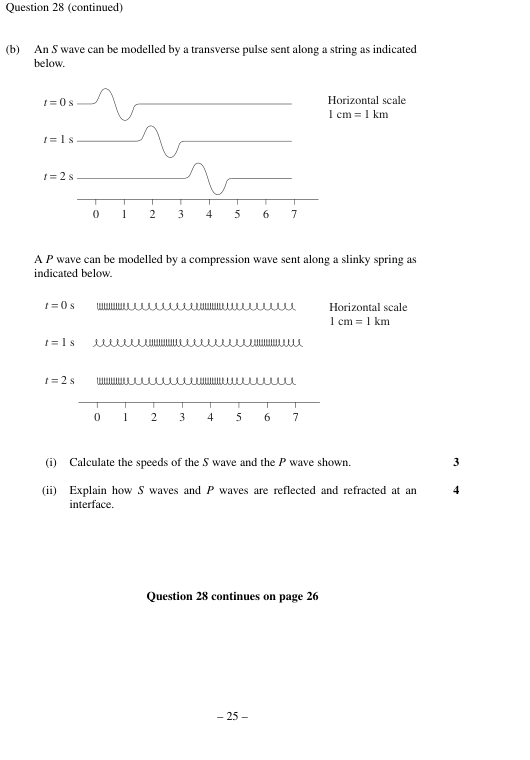 Question 28 (continued)
(b) An S wave can be modelled by a transverse pulse sent along a string as indicated
below.
t = 0 s
Horizontal scale
1 cm = 1 km
t = 1 s
t = 2 s
0 1 2 3 4 5 6 7
A P wave can be modelled by a compression wave sent along a slinky spring as
indicated below.
t = 0 s
Horizontal scale
1 cm = 1 km
t = 1 s
t = 2 s
0 1 2 3 4 5 6 7
(i) Calculate the speeds of the S wave and the P wave shown. 3
(ii) Explain how S waves and P waves are reflected and refracted at an 4
interface.
Question 28 continues on page 26
– 25 –